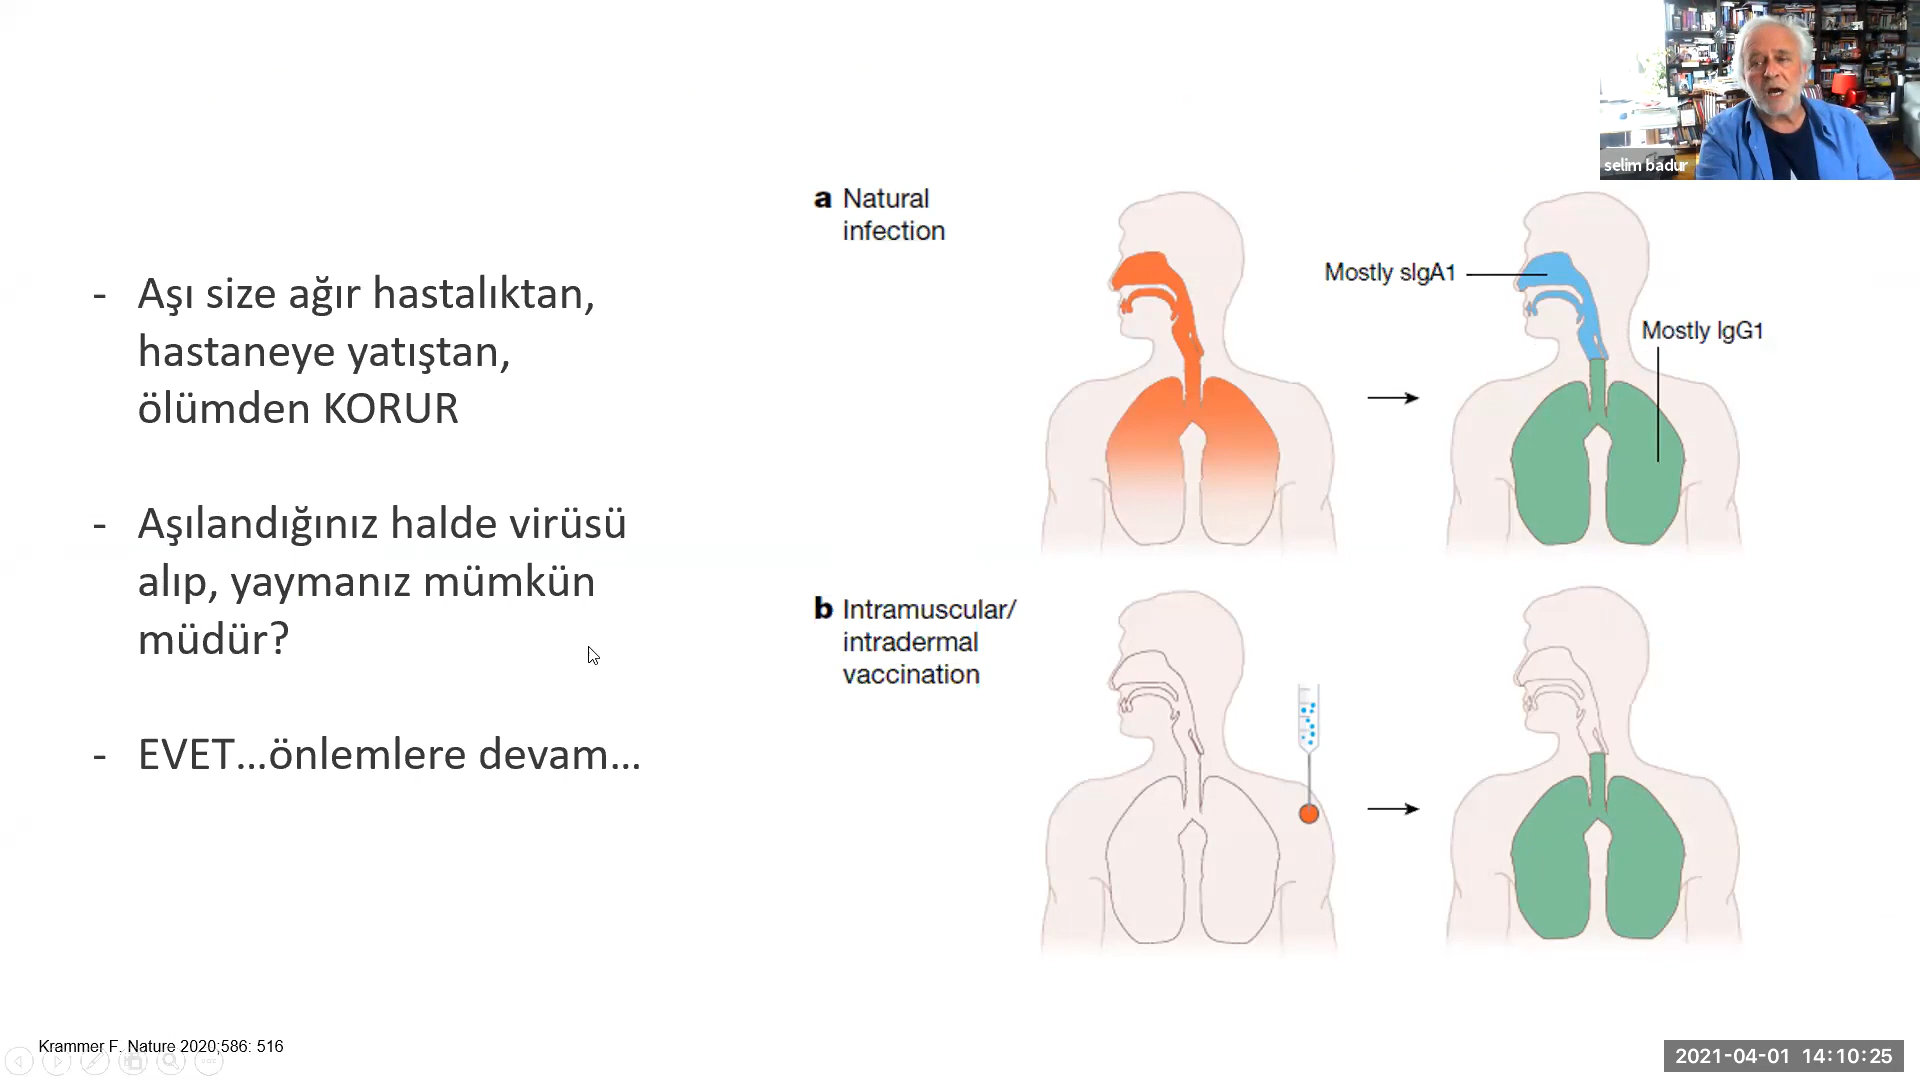 selim badur
- Aşı size ağır hastalıktan,
hastaneye yatıştan,
ölümden KORUR
- Aşılandığınız halde virüsü
alıp, yaymanız mümkün
müdür?
- EVET...önlemlere devam...
a Natural
infection
Mostly sIgA1
Mostly IgG1
b Intramuscular/
intradermal
vaccination
Krammer F. Nature 2020;586: 516
2021-04-01 14:10:25